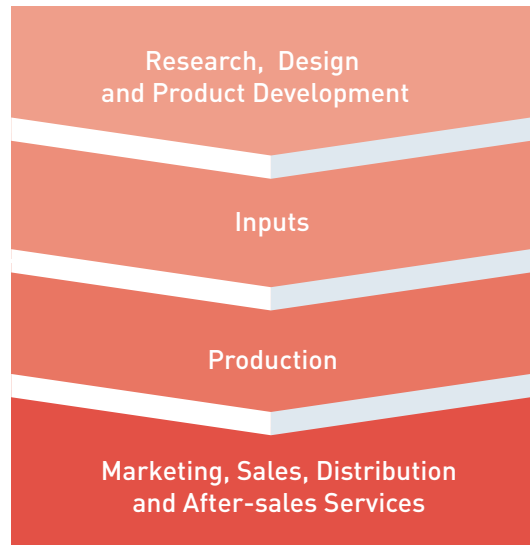 Research, Design
and Product Development
Inputs
Production
Marketing, Sales, Distribution
and After-sales Services